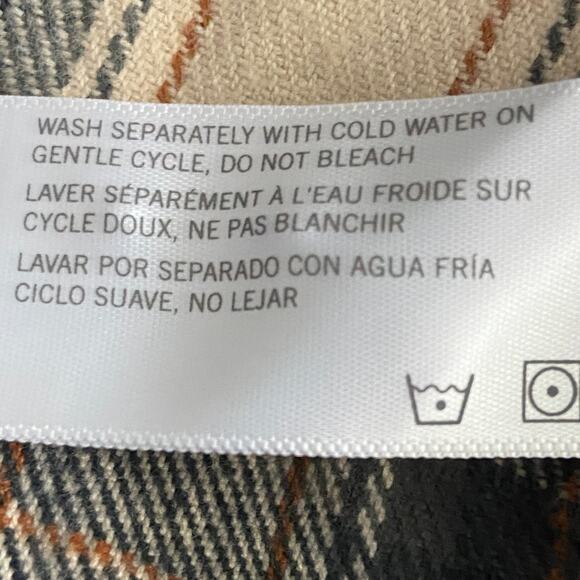 WASH SEPARATELY WITH COLD WATER ON
GENTLE CYCLE, DO NOT BLEACH
LAVER SÉPARÉMENT À L'EAU FROIDE SUR
CYCLE DOUX, NE PAS BLANCHIR
LAVAR POR SEPARADO CON AGUA FRÍA
CICLO SUAVE, NO LEJAR